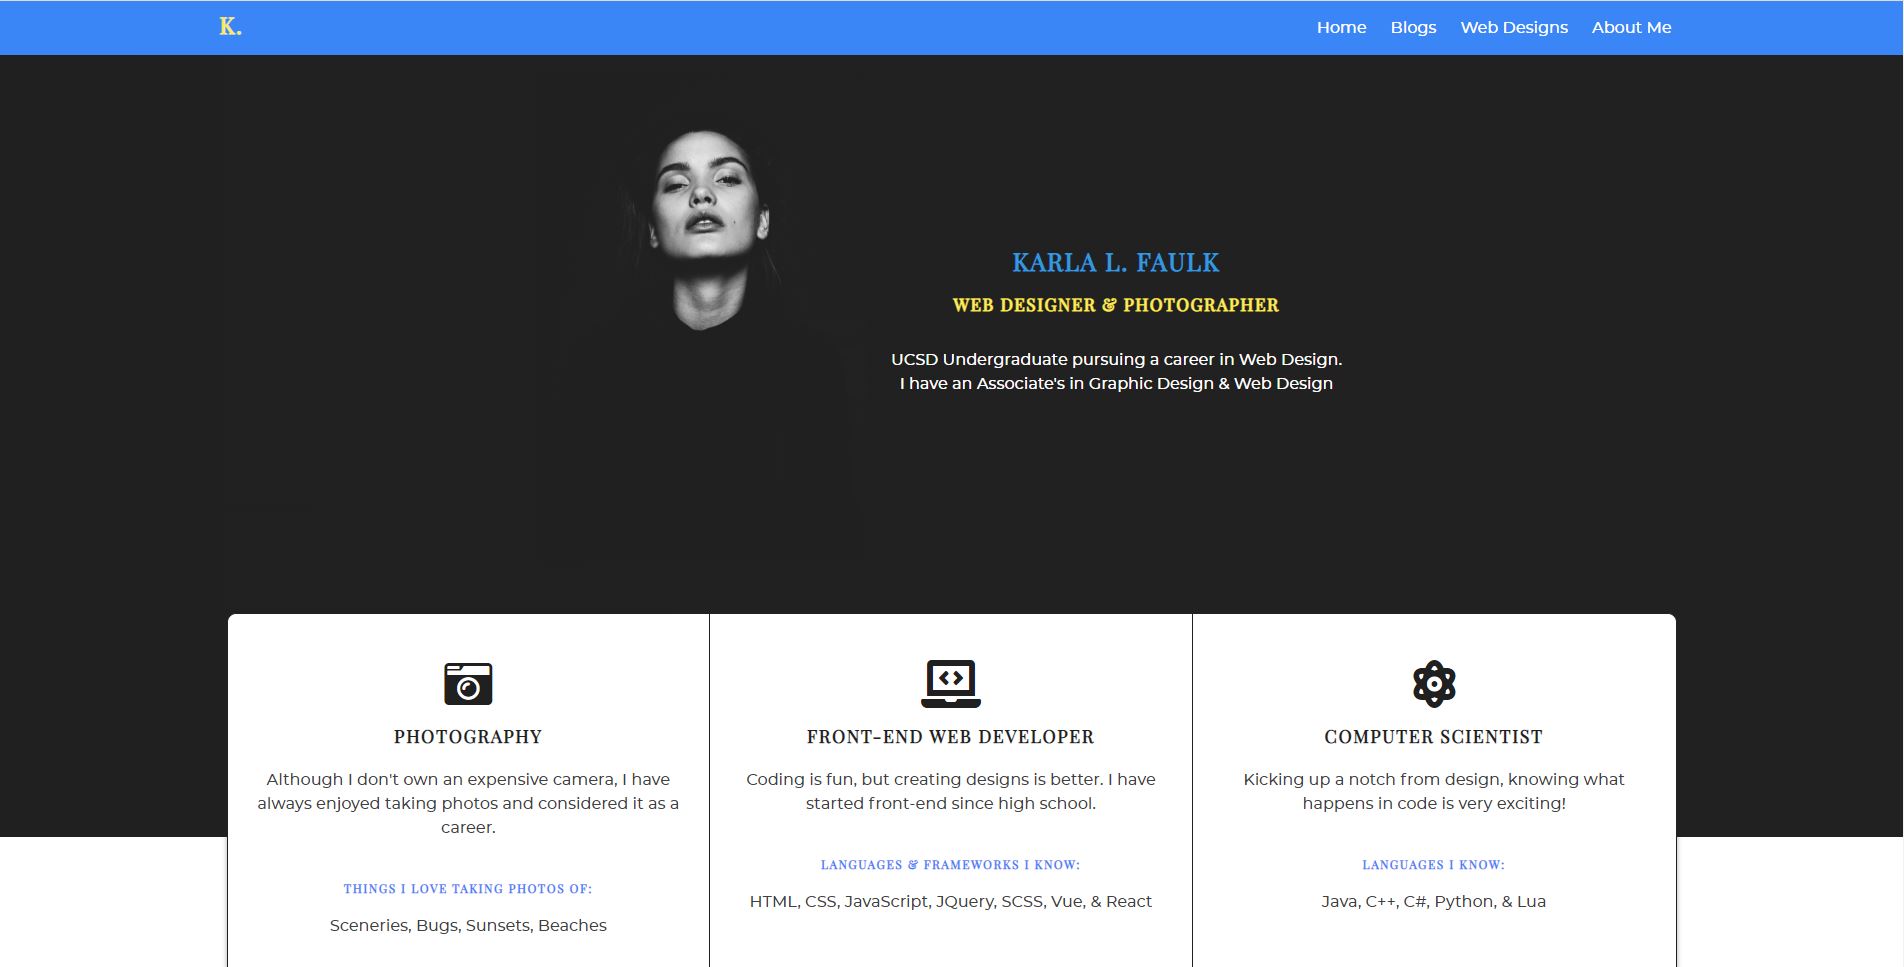 K.
Home Blogs Web Designs About Me
KARLA L. FAULK
WEB DESIGNER & PHOTOGRAPHER
UCSD Undergraduate pursuing a career in Web Design.
I have an Associate's in Graphic Design & Web Design
PHOTOGRAPHY
Although I don't own an expensive camera, I have
always enjoyed taking photos and considered it as a
career.
THINGS I LOVE TAKING PHOTOS OF:
Sceneries, Bugs, Sunsets, Beaches
FRONT-END WEB DEVELOPER
Coding is fun, but creating designs is better. I have
started front-end since high school.
LANGUAGES & FRAMEWORKS I KNOW:
HTML, CSS, JavaScript, JQuery, SCSS, Vue, & React
COMPUTER SCIENTIST
Kicking up a notch from design, knowing what
happens in code is very exciting!
LANGUAGES I KNOW:
Java, C++, C#, Python, & Lua